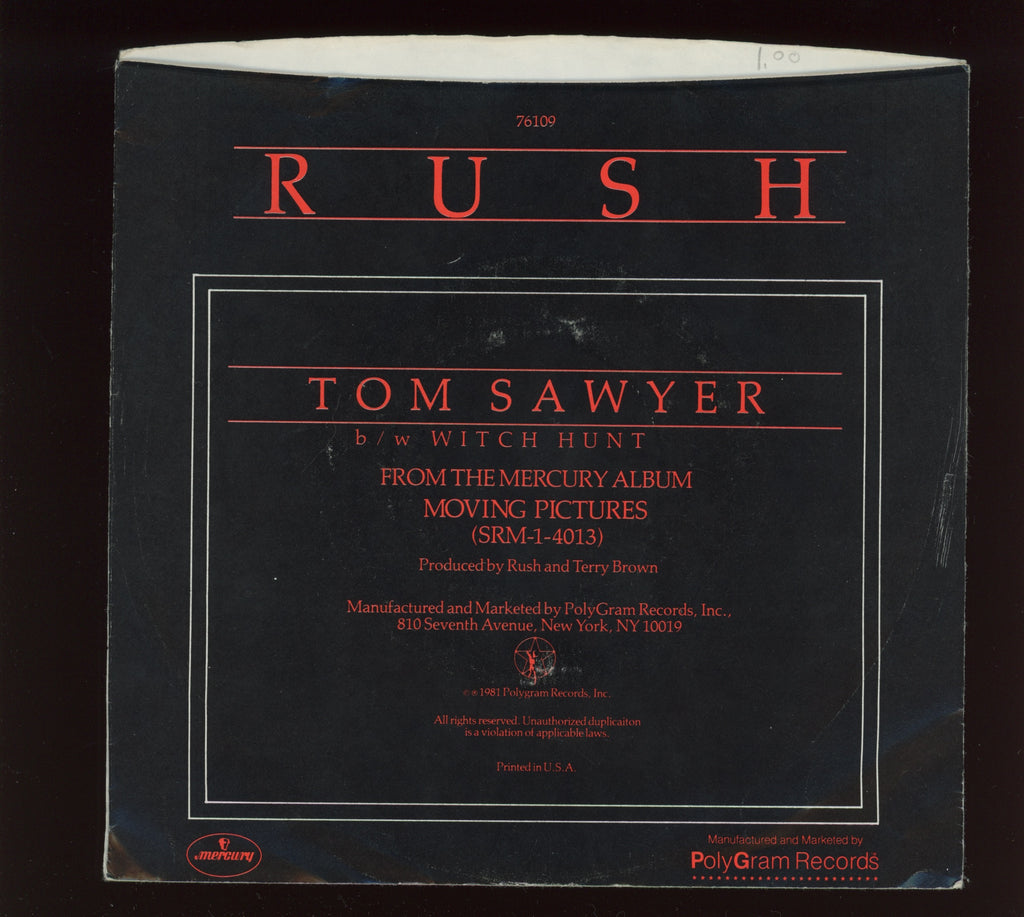 1.00
76109
RUSH
TOM SAWYER
b/w WITCH HUNT
FROM THE MERCURY ALBUM
MOVING PICTURES
(SRM-1-4013)
Produced by Rush and Terry Brown
Manufactured and Marketed by PolyGram Records, Inc.,
810 Seventh Avenue, New York, NY 10019
©℗1981 Polygram Records, Inc.
All rights reserved. Unauthorized duplicaiton
is a violation of applicable laws.
Printed in U.S.A.
mercury
Manufactured and Marketed by
PolyGram Records